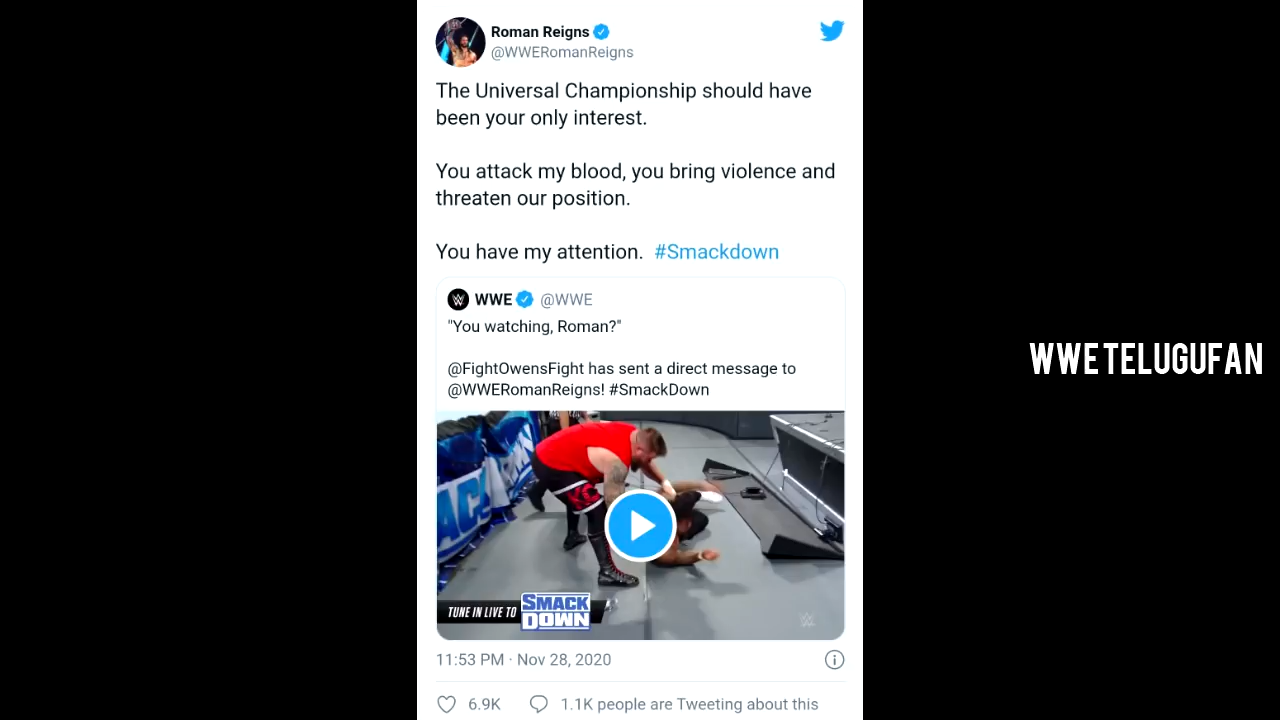 Roman Reigns
@WWERomanReigns
The Universal Championship should have
been your only interest.
You attack my blood, you bring violence and
threaten our position.
You have my attention. #Smackdown
WWE @WWE
"You watching, Roman?"
@FightOwensFight has sent a direct message to
@WWERomanReigns! #SmackDown
WWETELUGUFAN
TUNE IN LIVE TO SMACK
DOWN
11:53 PM · Nov 28, 2020
6.9K 1.1K people are Tweeting about this